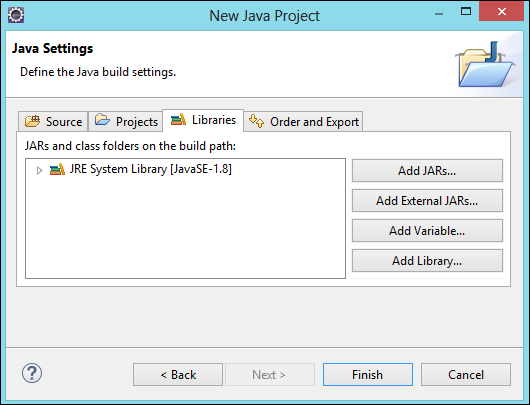 New Java Project
Java Settings
Define the Java build settings.
Source Projects Libraries Order and Export
JARs and class folders on the build path:
JRE System Library [JavaSE-1.8]
Add JARs...
Add External JARs...
Add Variable...
Add Library...
? < Back Next > Finish Cancel